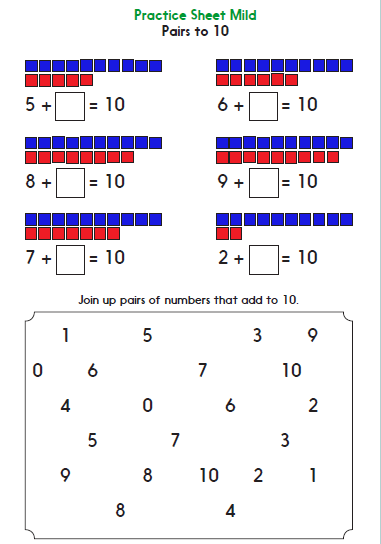 Practice Sheet Mild
Pairs to 10
5 + = 10 6 + = 10
8 + = 10 9 + = 10
7 + = 10 2 + = 10
Join up pairs of numbers that add to 10.
1 5 3 9
0 6 7 10
4 0 6 2
5 7 3
9 8 10 2 1
8 4